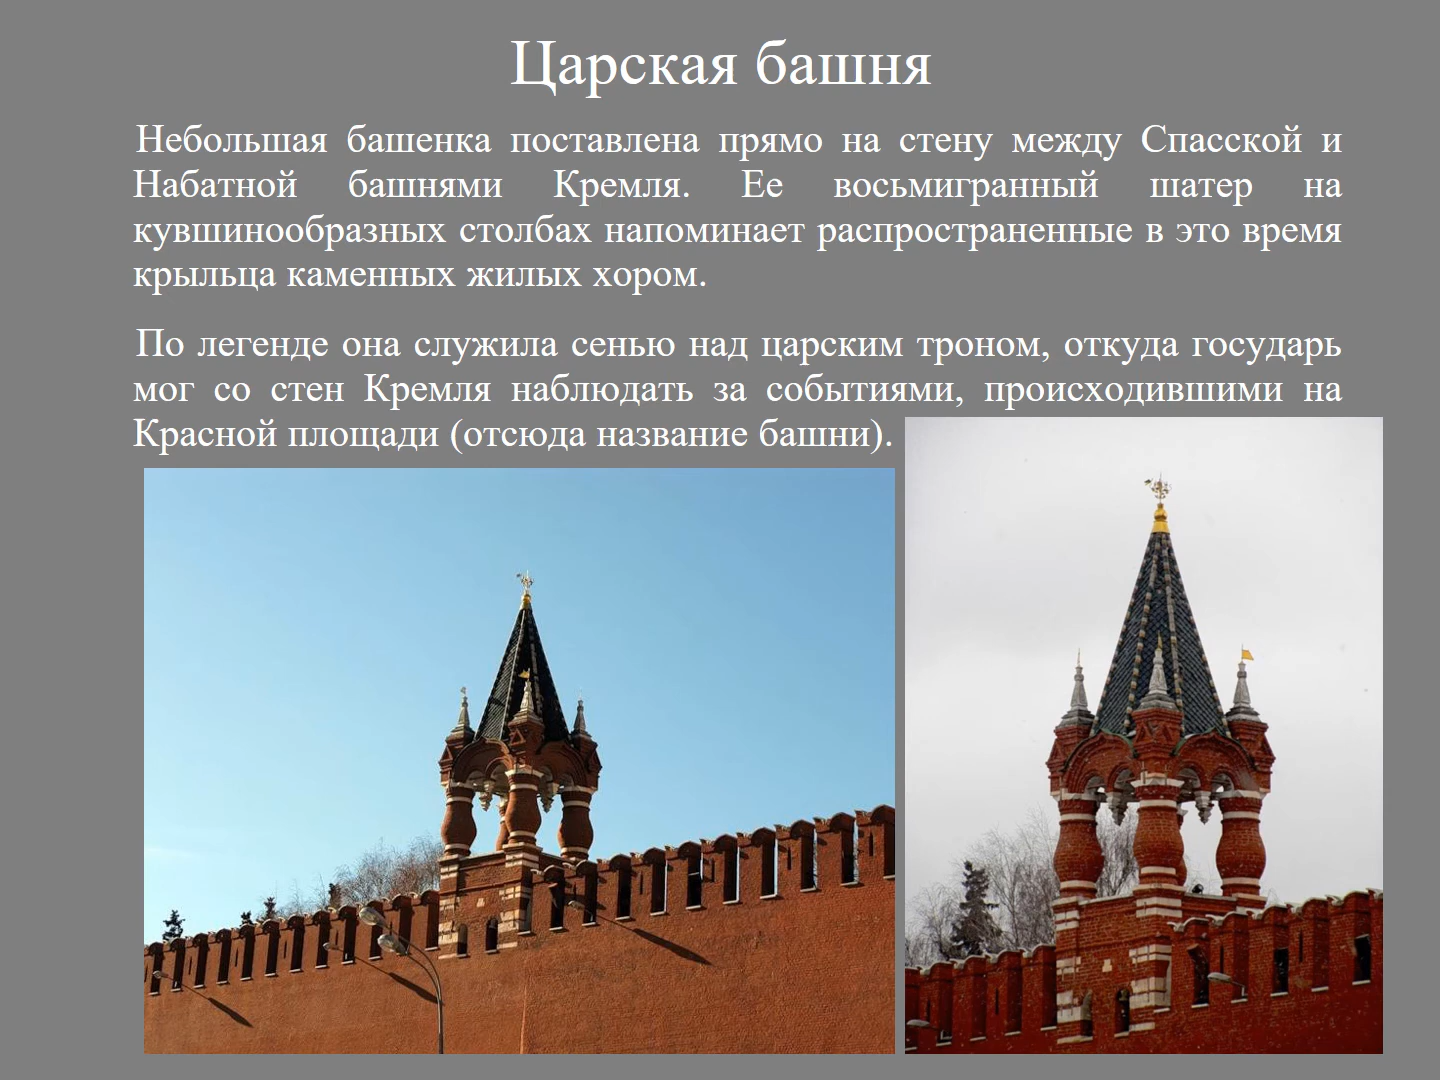 Царская башня
Небольшая башенка поставлена прямо на стену между Спасской и
Набатной башнями Кремля. Ее восьмигранный шатер на
кувшинообразных столбах напоминает распространенные в это время
крыльца каменных жилых хором.
По легенде она служила сенью над царским троном, откуда государь
мог со стен Кремля наблюдать за событиями, происходившими на
Красной площади (отсюда название башни).